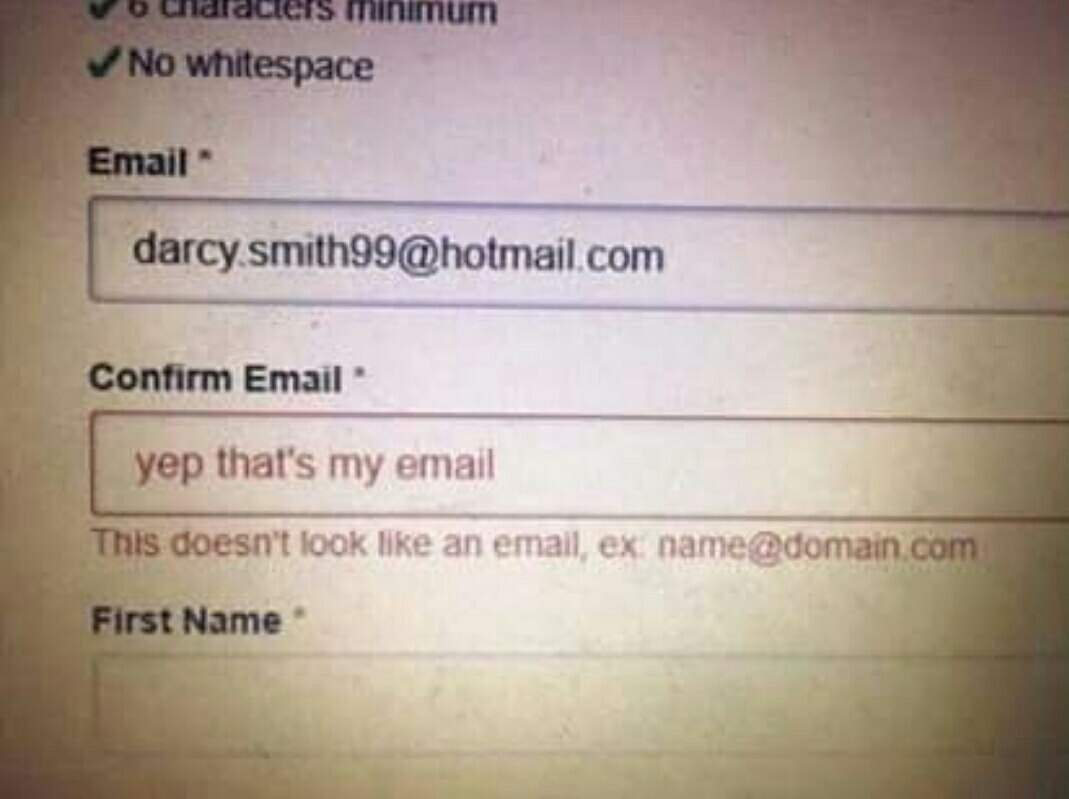 ✔6 characters minimum
✔No whitespace
Email *
darcy.smith99@hotmail.com
Confirm Email *
yep that's my email
This doesn't look like an email, ex: name@domain.com
First Name *